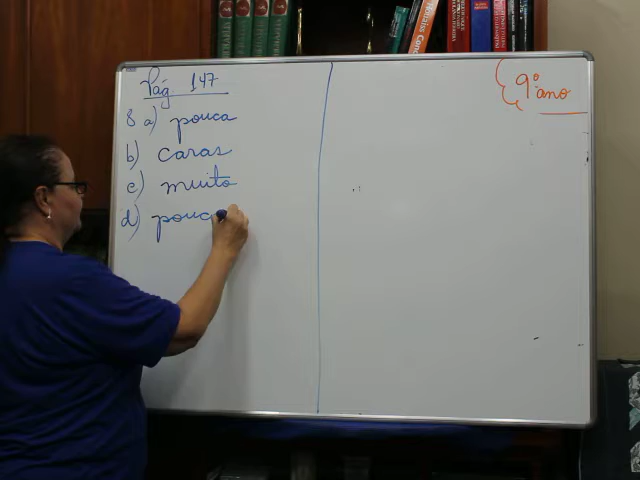 Pág. 147
9º ano
8 a) pouca
b) caras
c) muito
d) pouc